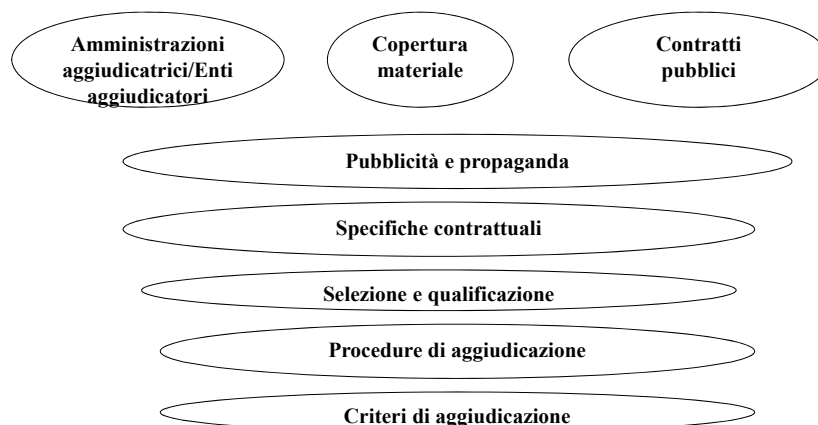 Amministrazioni
aggiudicatrici/Enti
aggiudicatori
Copertura
materiale
Contratti
pubblici
Pubblicità e propaganda
Specifiche contrattuali
Selezione e qualificazione
Procedure di aggiudicazione
Criteri di aggiudicazione